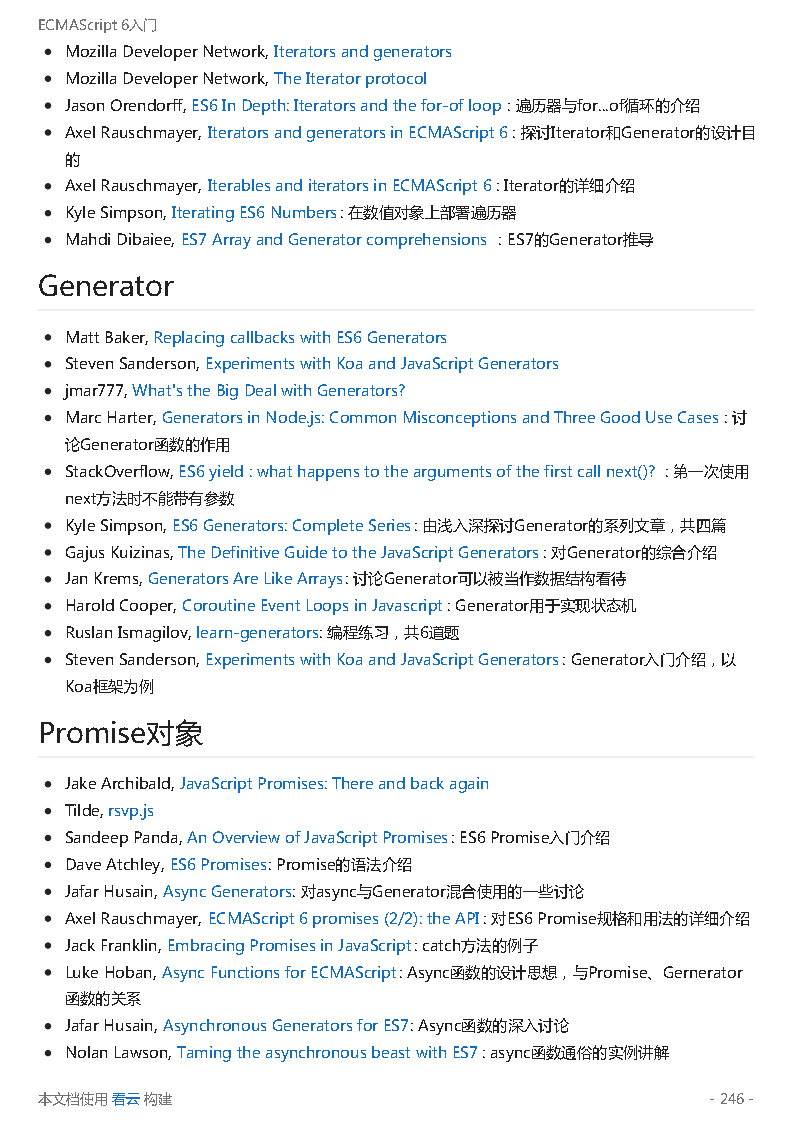 ECMAScript 6入门
• Mozilla Developer Network, Iterators and generators
• Mozilla Developer Network, The Iterator protocol
• Jason Orendorff, ES6 In Depth: Iterators and the for-of loop : 遍历器与for...of循环的介绍
• Axel Rauschmayer, Iterators and generators in ECMAScript 6 : 探讨Iterator和Generator的设计目
的
• Axel Rauschmayer, Iterables and iterators in ECMAScript 6 : Iterator的详细介绍
• Kyle Simpson, Iterating ES6 Numbers : 在数值对象上部署遍历器
• Mahdi Dibaiee, ES7 Array and Generator comprehensions ：ES7的Generator推导
Generator
• Matt Baker, Replacing callbacks with ES6 Generators
• Steven Sanderson, Experiments with Koa and JavaScript Generators
• jmar777, What's the Big Deal with Generators?
• Marc Harter, Generators in Node.js: Common Misconceptions and Three Good Use Cases : 讨
论Generator函数的作用
• StackOverflow, ES6 yield : what happens to the arguments of the first call next()? ：第一次使用
next方法时不能带有参数
• Kyle Simpson, ES6 Generators: Complete Series : 由浅入深探讨Generator的系列文章，共四篇
• Gajus Kuizinas, The Definitive Guide to the JavaScript Generators : 对Generator的综合介绍
• Jan Krems, Generators Are Like Arrays : 讨论Generator可以被当作数据结构看待
• Harold Cooper, Coroutine Event Loops in Javascript : Generator用于实现状态机
• Ruslan Ismagilov, learn-generators: 编程练习，共6道题
• Steven Sanderson, Experiments with Koa and JavaScript Generators : Generator入门介绍，以
Koa框架为例
Promise对象
• Jake Archibald, JavaScript Promises: There and back again
• Tilde, rsvp.js
• Sandeep Panda, An Overview of JavaScript Promises : ES6 Promise入门介绍
• Dave Atchley, ES6 Promises: Promise的语法介绍
• Jafar Husain, Async Generators: 对async与Generator混合使用的一些讨论
• Axel Rauschmayer, ECMAScript 6 promises (2/2): the API : 对ES6 Promise规格和用法的详细介绍
• Jack Franklin, Embracing Promises in JavaScript : catch方法的例子
• Luke Hoban, Async Functions for ECMAScript : Async函数的设计思想，与Promise、Gernerator
函数的关系
• Jafar Husain, Asynchronous Generators for ES7: Async函数的深入讨论
• Nolan Lawson, Taming the asynchronous beast with ES7 : async函数通俗的实例讲解
本文档使用 看云 构建
- 246 -